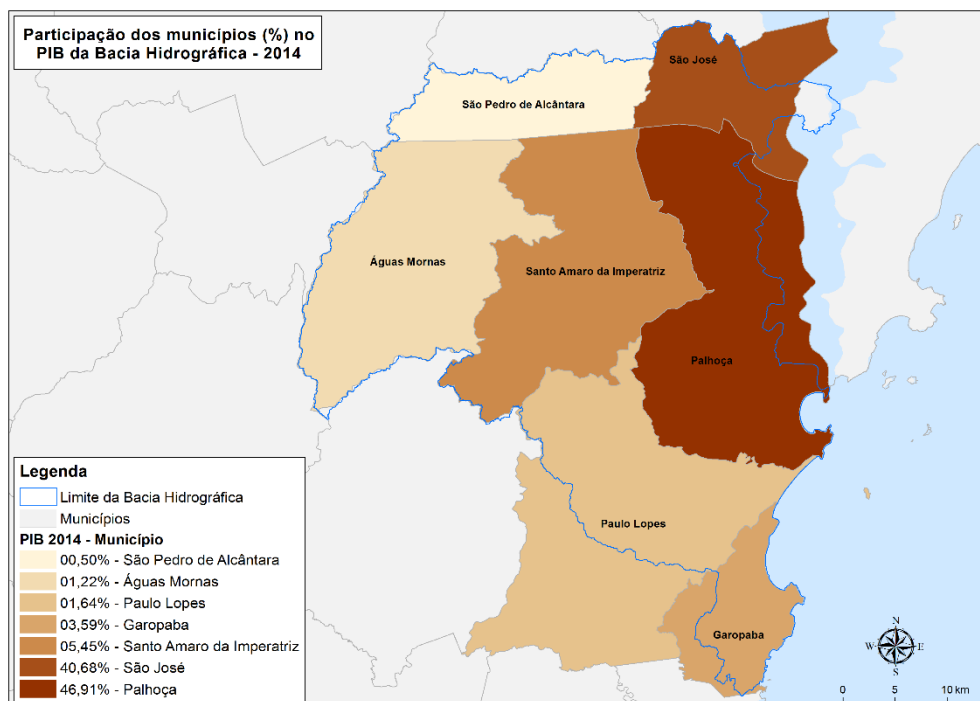 Participação dos municípios (%) no
PIB da Bacia Hidrográfica - 2014
São José
São Pedro de Alcântara
Águas Mornas
Santo Amaro da Imperatriz
Palhoça
Paulo Lopes
Garopaba
Legenda
Limite da Bacia Hidrográfica
Municípios
PIB 2014 - Município
00,50% - São Pedro de Alcântara
01,22% - Águas Mornas
01,64% - Paulo Lopes
03,59% - Garopaba
05,45% - Santo Amaro da Imperatriz
40,68% - São José
46,91% - Palhoça
N
W E
S
0 5 10 km